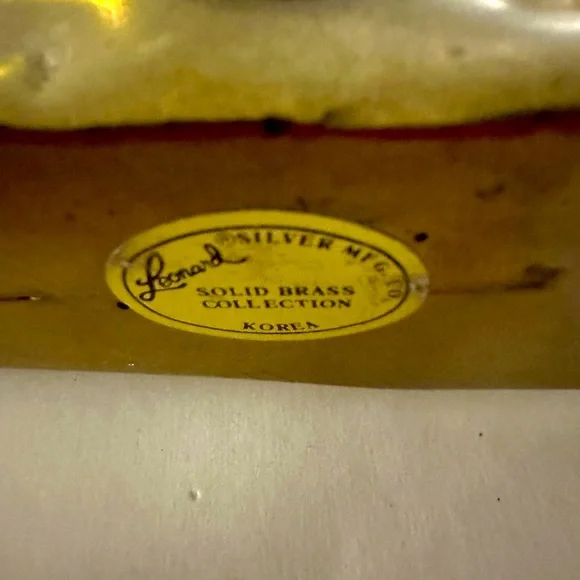 Leonard SILVER MFG. CO
SOLID BRASS
COLLECTION
KOREA